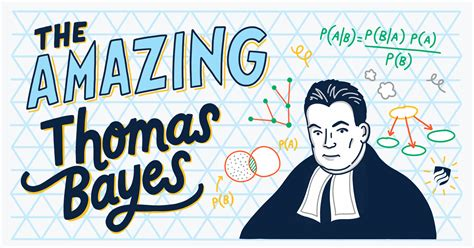 THE
AMAZING
Thomas
Bayes
P(A|B)= P(B|A) P(A)
P(B)
P(A)
P(B)